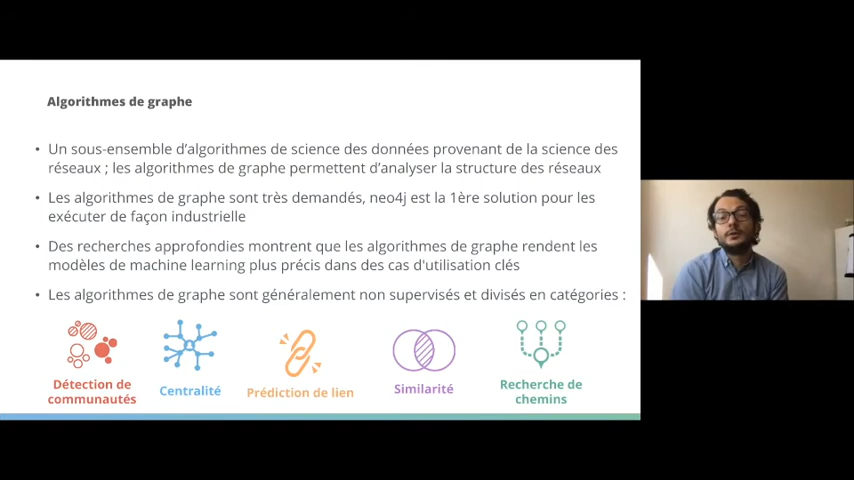 Algorithmes de graphe
• Un sous-ensemble d'algorithmes de science des données provenant de la science des
réseaux ; les algorithmes de graphe permettent d'analyser la structure des réseaux
• Les algorithmes de graphe sont très demandés, neo4j est la 1ère solution pour les
exécuter de façon industrielle
• Des recherches approfondies montrent que les algorithmes de graphe rendent les
modèles de machine learning plus précis dans des cas d'utilisation clés
• Les algorithmes de graphe sont généralement non supervisés et divisés en catégories :
Détection de
communautés
Centralité
Prédiction de lien
Similarité
Recherche de
chemins